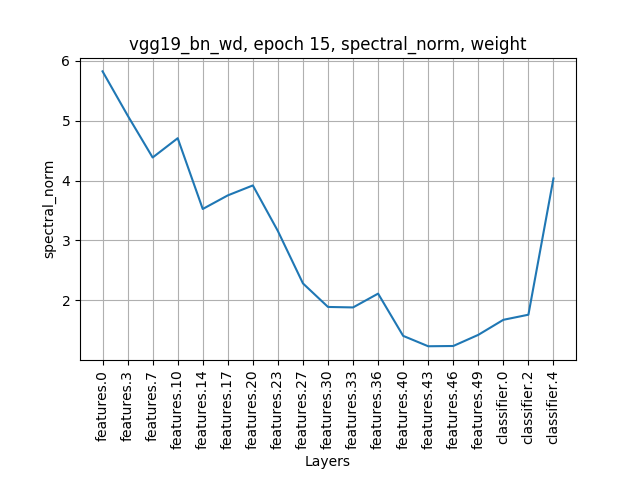 vgg19_bn_wd, epoch 15, spectral_norm, weight
6
5
4
3
2
spectral_norm
features.0
features.3
features.7
features.10
features.14
features.17
features.20
features.23
features.27
features.30
features.33
features.36
features.40
features.43
features.46
features.49
classifier.0
classifier.2
classifier.4
Layers